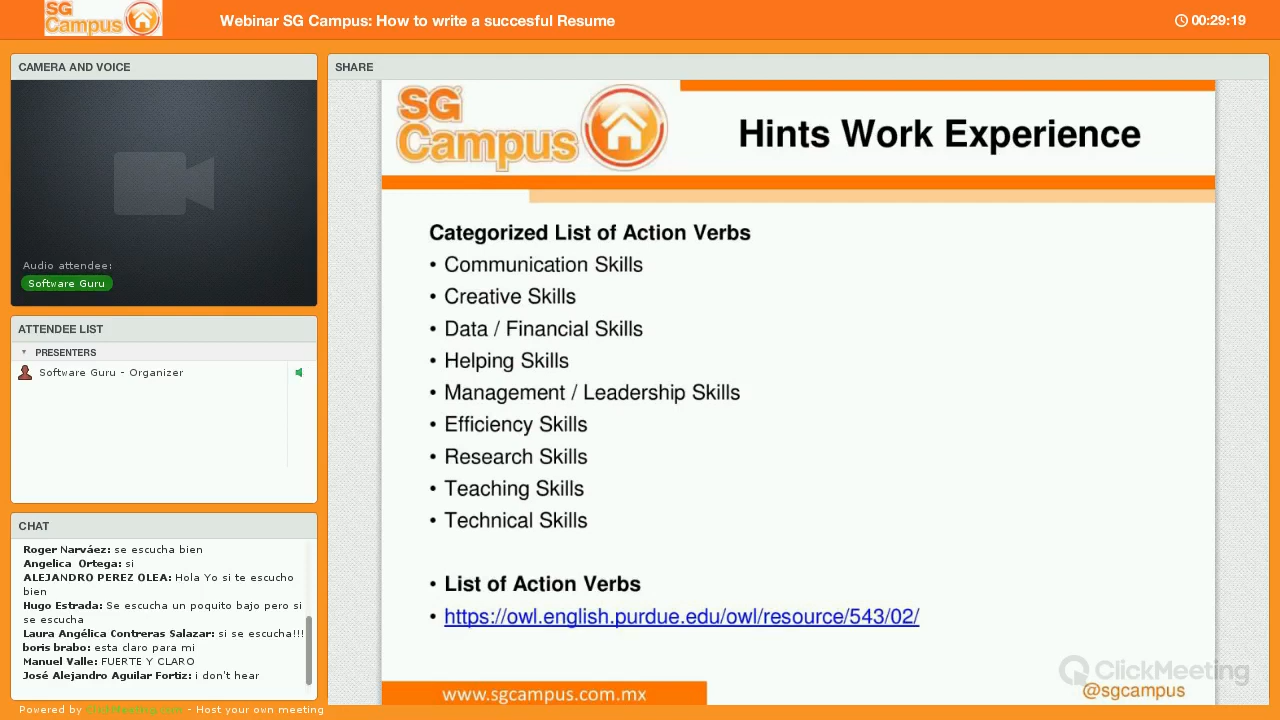 SG
Campus
Webinar SG Campus: How to write a succesful Resume
00:29:19
CAMERA AND VOICE
Audio attendee:
Software Guru
ATTENDEE LIST
PRESENTERS
Software Guru - Organizer
CHAT
Roger Narváez: se escucha bien
Angelica Ortega: si
ALEJANDRO PEREZ OLEA: Hola Yo si te escucho
bien
Hugo Estrada: Se escucha un poquito bajo pero si
se escucha
Laura Angélica Contreras Salazar: si se escucha!!!
boris brabo: esta claro para mi
Manuel Valle: FUERTE Y CLARO
José Alejandro Aguilar Fortiz: i don't hear
Powered by ClickMeeting.com - Host your own meeting
SHARE
SG
Campus
Hints Work Experience
Categorized List of Action Verbs
• Communication Skills
• Creative Skills
• Data / Financial Skills
• Helping Skills
• Management / Leadership Skills
• Efficiency Skills
• Research Skills
• Teaching Skills
• Technical Skills
• List of Action Verbs
• https://owl.english.purdue.edu/owl/resource/543/02/
www.sgcampus.com.mx
ClickMeeting
@sgcampus